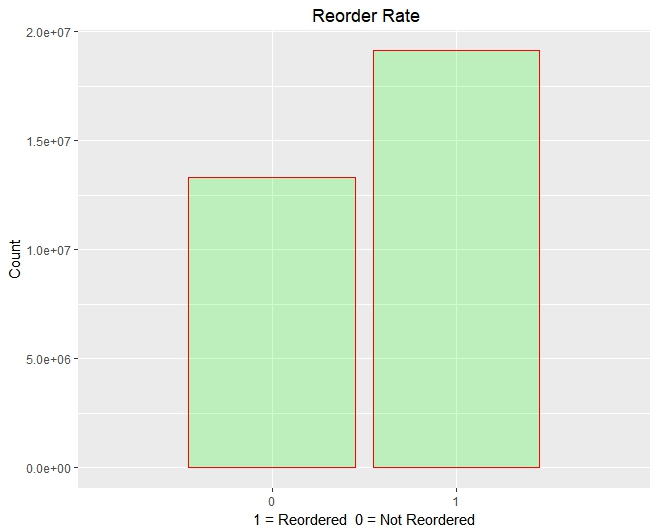 Reorder Rate
2.0e+07
1.5e+07
1.0e+07
5.0e+06
0.0e+00
Count
0
1
1 = Reordered  0 = Not Reordered